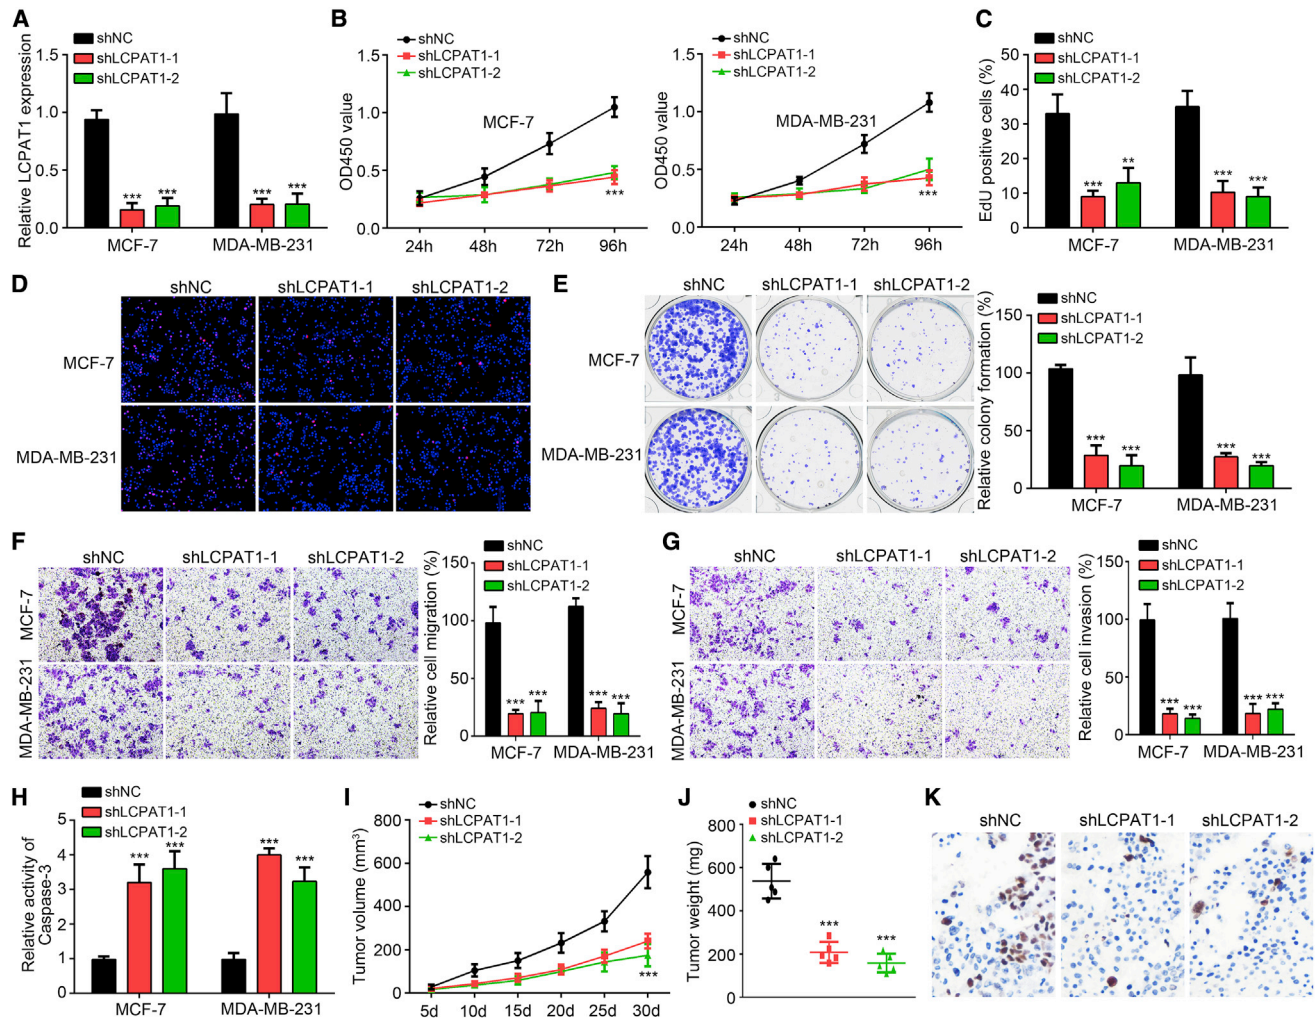 A
shNC
shLCPAT1-1
shLCPAT1-2
Relative LCPAT1 expression
1.5
1.0
0.5
0.0
***
***
***
***
MCF-7
MDA-MB-231
B
shNC
shLCPAT1-1
shLCPAT1-2
OD450 value
1.5
1.0
0.5
0.0
MCF-7
***
24h
48h
72h
96h
shNC
shLCPAT1-1
shLCPAT1-2
OD450 value
1.5
1.0
0.5
0.0
MDA-MB-231
***
24h
48h
72h
96h
C
shNC
shLCPAT1-1
shLCPAT1-2
EdU positive cells (%)
50
40
30
20
10
0
***
**
***
***
MCF-7
MDA-MB-231
D
shNC
shLCPAT1-1
shLCPAT1-2
MCF-7
MDA-MB-231
E
shNC
shLCPAT1-1
shLCPAT1-2
MCF-7
MDA-MB-231
shNC
shLCPAT1-1
shLCPAT1-2
Relative colony formation (%)
150
100
50
0
***
***
***
***
MCF-7
MDA-MB-231
F
shNC
shLCPAT1-1
shLCPAT1-2
MCF-7
MDA-MB-231
shNC
shLCPAT1-1
shLCPAT1-2
Relative cell migration (%)
150
100
50
0
***
***
***
***
MCF-7
MDA-MB-231
G
shNC
shLCPAT1-1
shLCPAT1-2
MCF-7
MDA-MB-231
shNC
shLCPAT1-1
shLCPAT1-2
Relative cell invasion (%)
150
100
50
0
***
***
***
***
MCF-7
MDA-MB-231
H
shNC
shLCPAT1-1
shLCPAT1-2
Relative activity of
Caspase-3
5
4
3
2
1
0
***
***
***
***
MCF-7
MDA-MB-231
I
shNC
shLCPAT1-1
shLCPAT1-2
Tumor volume (mm³)
800
600
400
200
0
***
5d
10d
15d
20d
25d
30d
J
shNC
shLCPAT1-1
shLCPAT1-2
Tumor weight (mg)
800
600
400
200
0
***
***
K
shNC
shLCPAT1-1
shLCPAT1-2